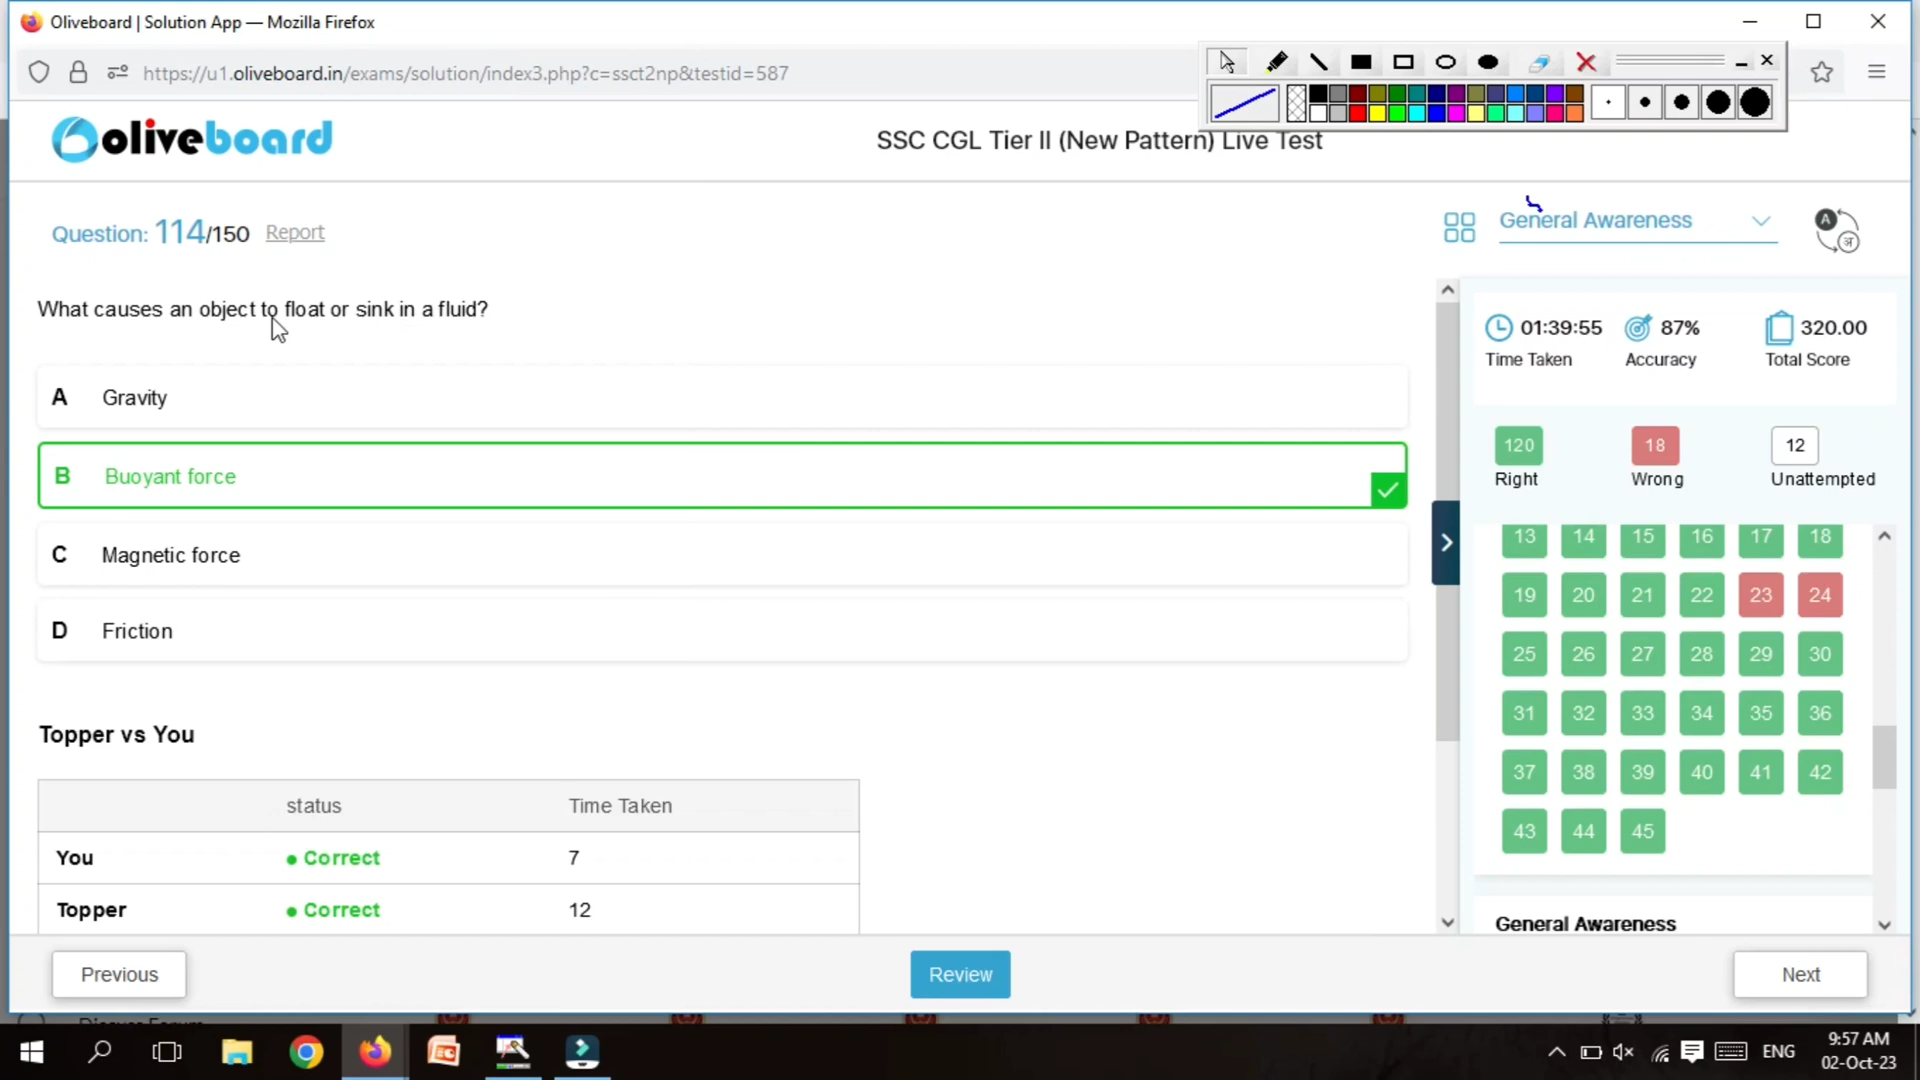 Oliveboard | Solution App — Mozilla Firefox
https://u1.oliveboard.in/exams/solution/index3.php?c=ssct2np&testid=587
oliveboard
SSC CGL Tier II (New Pattern) Live Test
Question: 114/150 Report
General Awareness
A
अ
What causes an object to float or sink in a fluid?
A Gravity
B Buoyant force
C Magnetic force
D Friction
01:39:55
Time Taken
87%
Accuracy
320.00
Total Score
120
Right
18
Wrong
12
Unattempted
13 14 15 16 17 18
19 20 21 22 23 24
25 26 27 28 29 30
31 32 33 34 35 36
37 38 39 40 41 42
43 44 45
General Awareness
Topper vs You
status Time Taken
You Correct 7
Topper Correct 12
Previous
Review
Next
ENG
9:57 AM
02-Oct-23